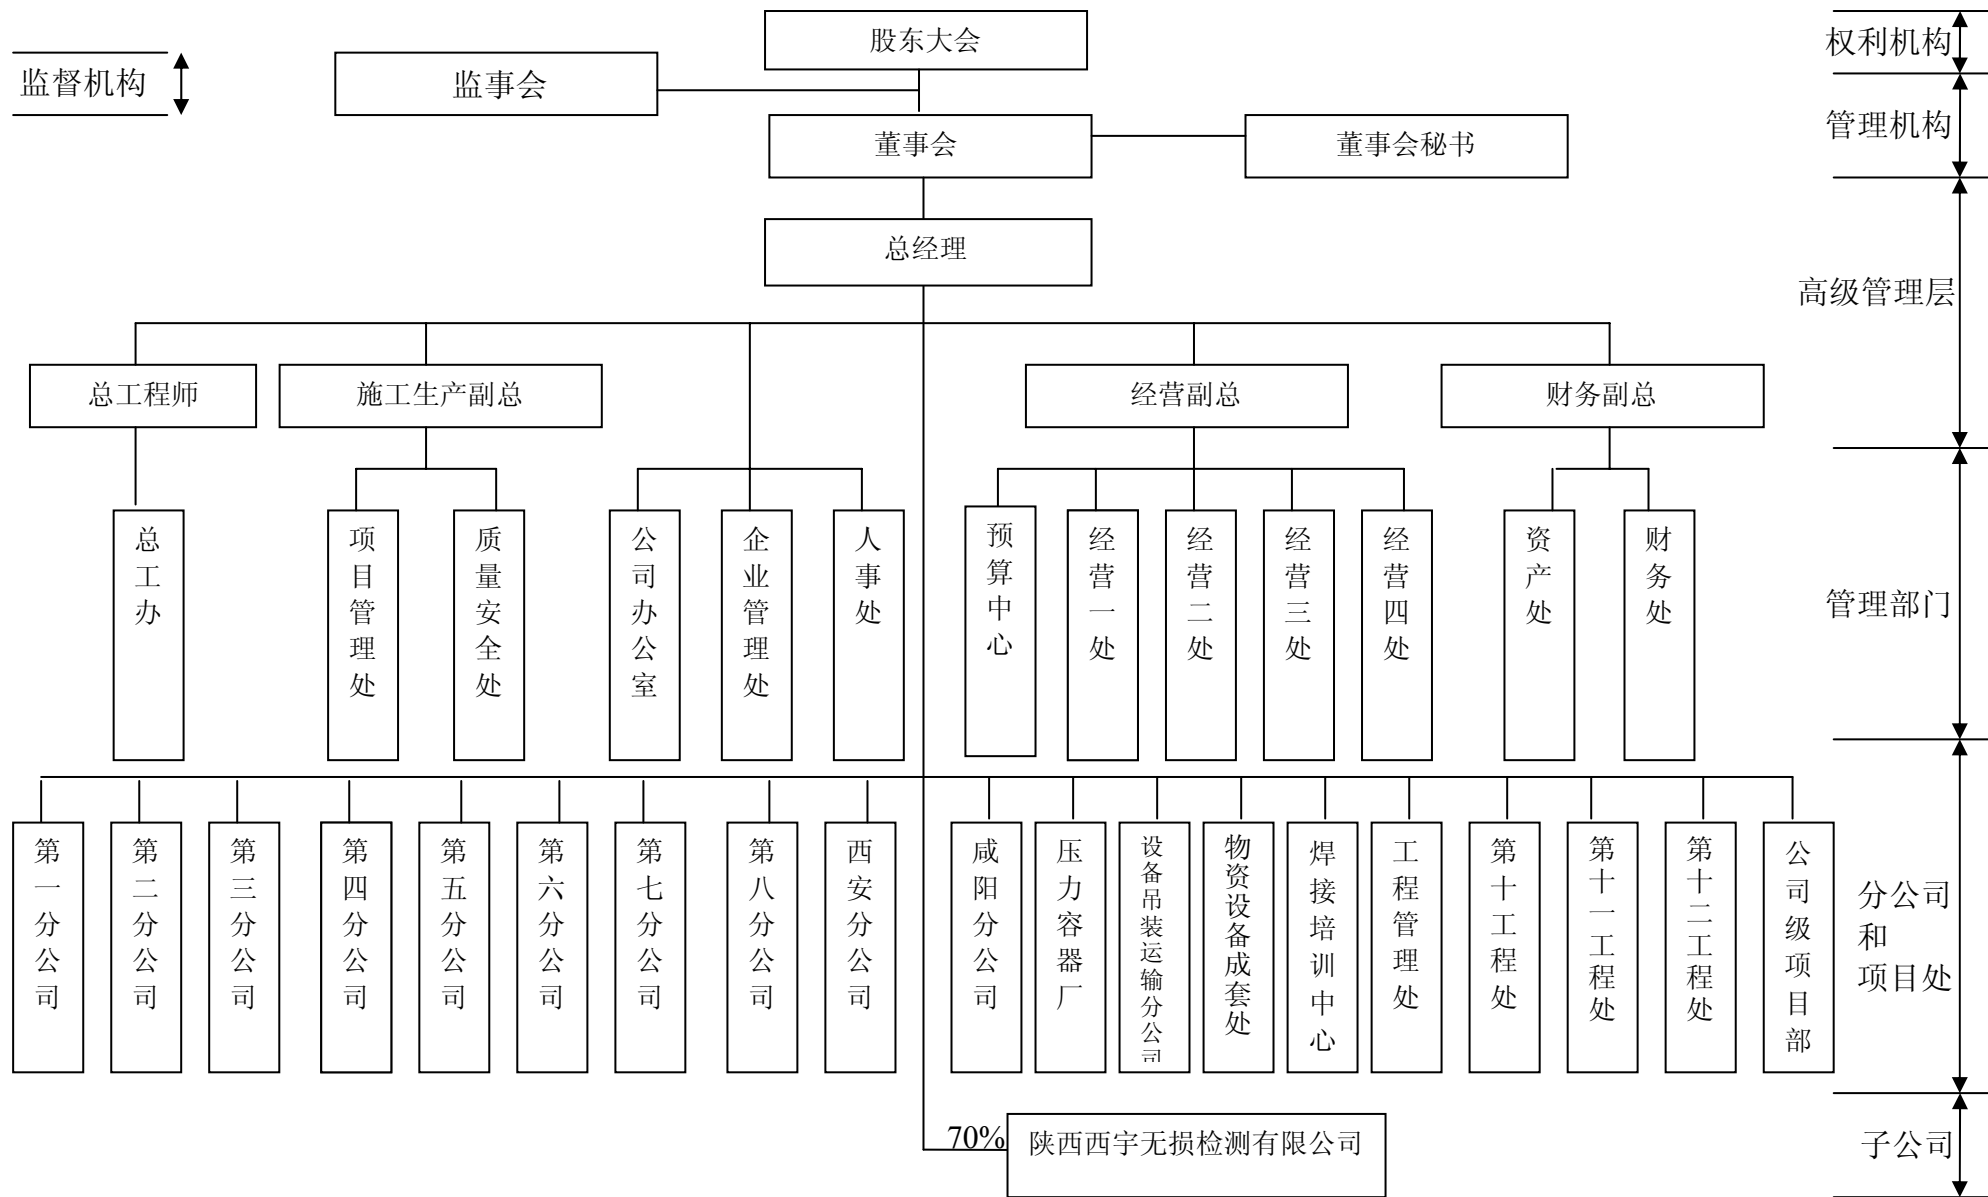 股东大会
权利机构
监督机构
监事会
管理机构
董事会
董事会秘书
总经理
高级管理层
总工程师
施工生产副总
经营副总
财务副总
总工办
项目管理处
质量安全处
公司办公室
企业管理处
人事处
预算中心
经营一处
经营二处
经营三处
经营四处
资产处
财务处
管理部门
第一分公司
第二分公司
第三分公司
第四分公司
第五分公司
第六分公司
第七分公司
第八分公司
西安分公司
咸阳分公司
压力容器厂
设备吊装运输分公司
物资设备成套处
焊接培训中心
工程管理处
第十工程处
第十一工程处
第十二工程处
公司级项目部
分公司
和
项目处
70%
陕西西宇无损检测有限公司
子公司